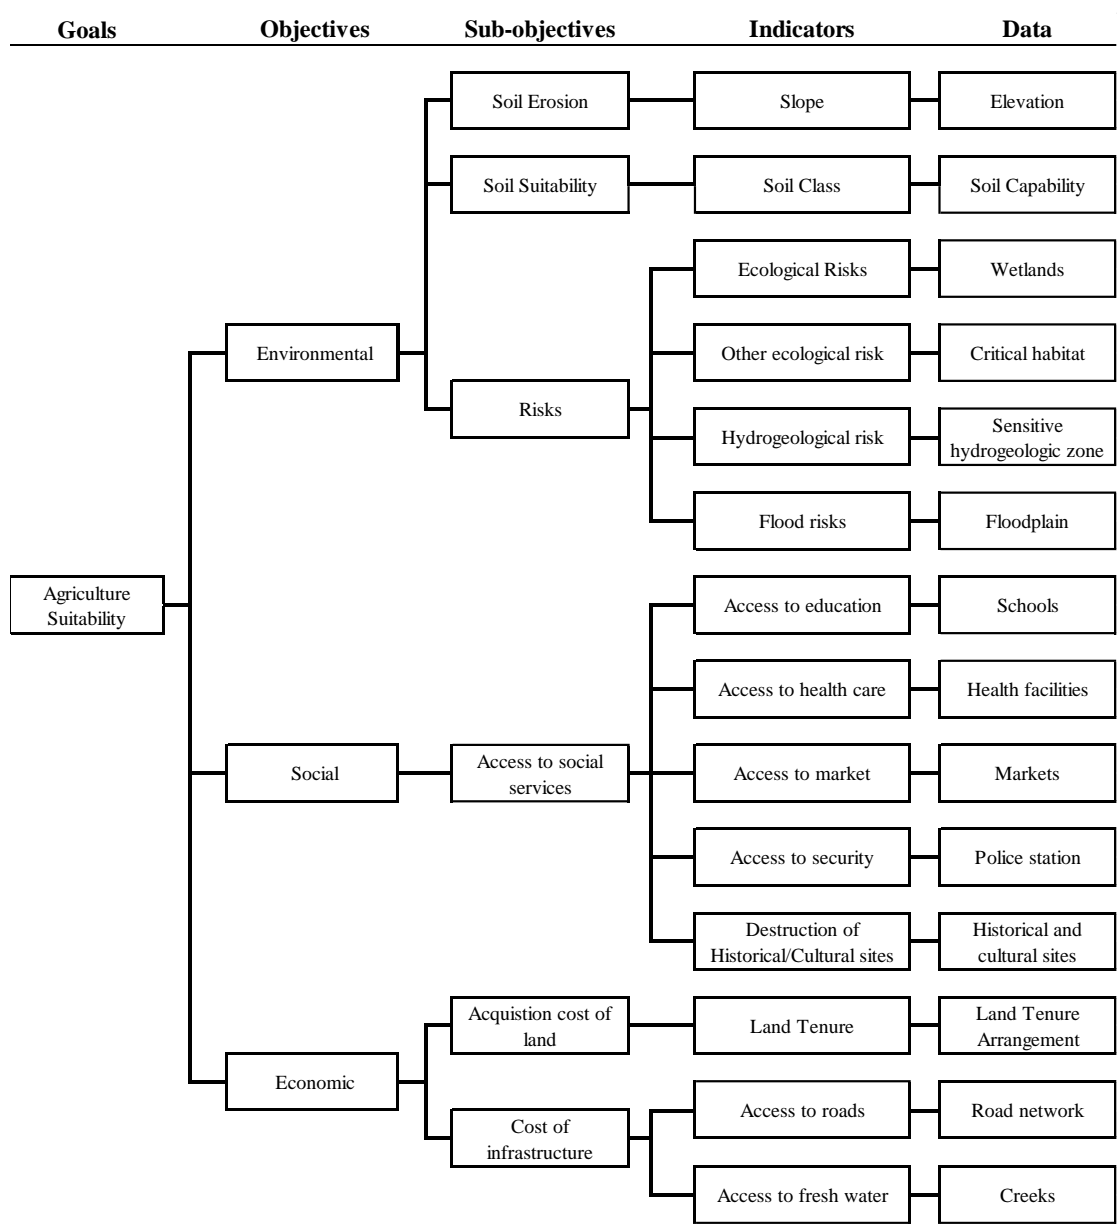 Goals
Objectives
Sub-objectives
Indicators
Data
Soil Erosion
Slope
Elevation
Soil Suitability
Soil Class
Soil Capability
Ecological Risks
Wetlands
Environmental
Other ecological risk
Critical habitat
Risks
Hydrogeological risk
Sensitive
hydrogeologic zone
Flood risks
Floodplain
Agriculture
Suitability
Access to education
Schools
Access to health care
Health facilities
Social
Access to social
services
Access to market
Markets
Access to security
Police station
Destruction of
Historical/Cultural sites
Historical and
cultural sites
Acquistion cost of
land
Land Tenure
Land Tenure
Arrangement
Economic
Access to roads
Road network
Cost of
infrastructure
Access to fresh water
Creeks